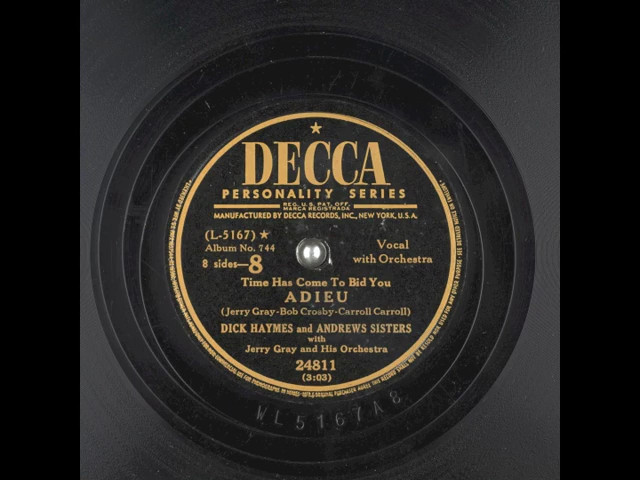 DECCA
PERSONALITY SERIES
REG. U.S. PAT. OFF.
MARCA REGISTRADA
MANUFACTURED BY DECCA RECORDS, INC., NEW YORK, U.S.A.
(L-5167) ★
Album No. 744
Vocal
with Orchestra
8 sides—8
Time Has Come To Bid You
ADIEU
(Jerry Gray-Bob Crosby-Carroll Carroll)
DICK HAYMES and ANDREWS SISTERS
with
Jerry Gray and His Orchestra
24811
(3:03)
WL5167A8